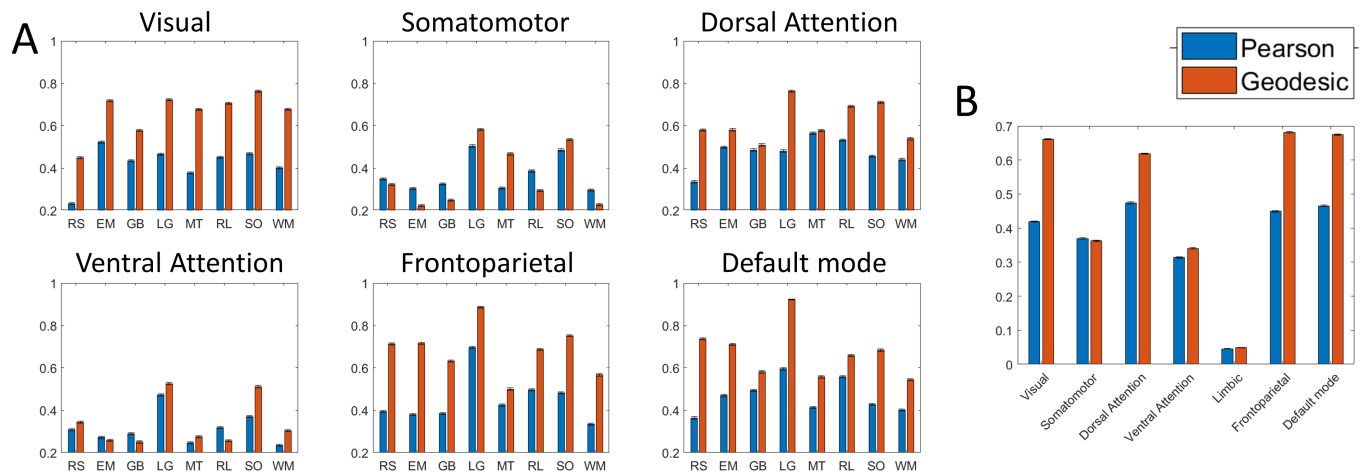 A
Visual
1
0.8
0.6
0.4
0.2
RS EM GB LG MT RL SO WM
Somatomotor
1
0.8
0.6
0.4
0.2
RS EM GB LG MT RL SO WM
Dorsal Attention
1
0.8
0.6
0.4
0.2
RS EM GB LG MT RL SO WM
Ventral Attention
1
0.8
0.6
0.4
0.2
RS EM GB LG MT RL SO WM
Frontoparietal
1
0.8
0.6
0.4
0.2
RS EM GB LG MT RL SO WM
Default mode
1
0.8
0.6
0.4
0.2
RS EM GB LG MT RL SO WM
Pearson
Geodesic
B
0.7
0.6
0.5
0.4
0.3
0.2
0.1
0
Visual
Somatomotor
Dorsal Attention
Ventral Attention
Limbic
Frontoparietal
Default mode